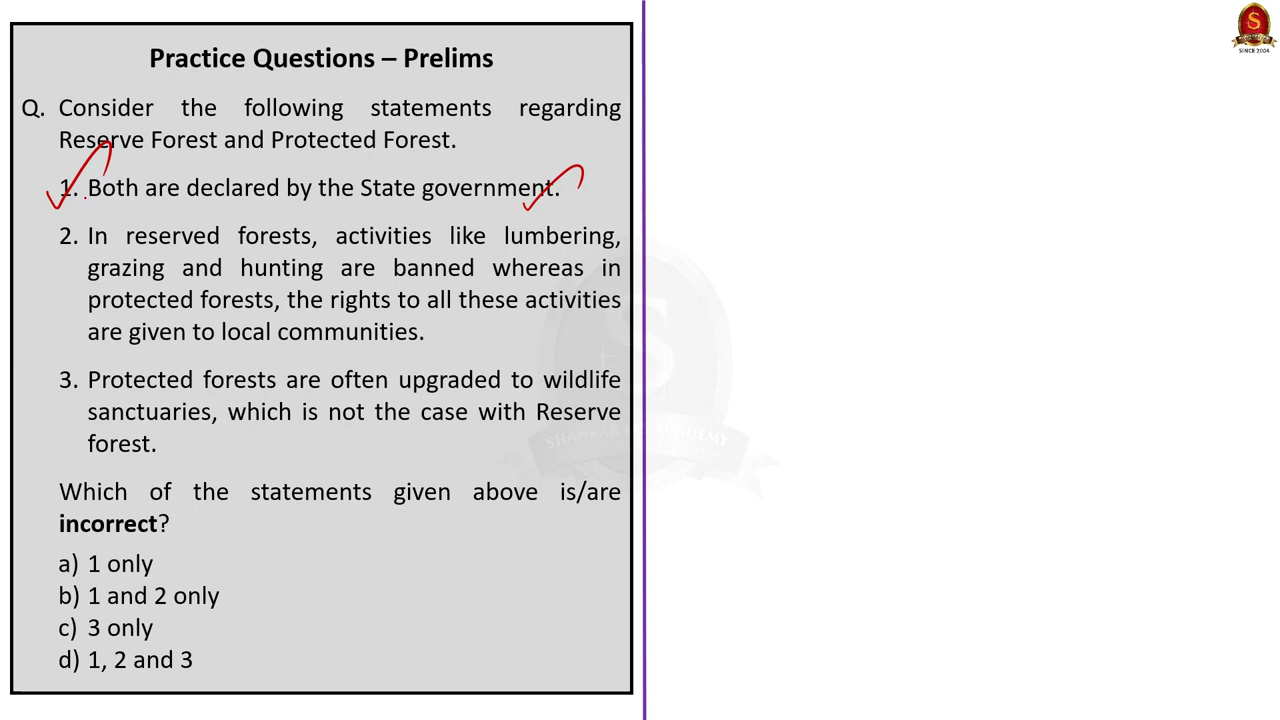 S
SINCE 2004
Practice Questions – Prelims
Q. Consider the following statements regarding
Reserve Forest and Protected Forest.
1. Both are declared by the State government.
2. In reserved forests, activities like lumbering,
grazing and hunting are banned whereas in
protected forests, the rights to all these activities
are given to local communities.
3. Protected forests are often upgraded to wildlife
sanctuaries, which is not the case with Reserve
forest.
Which of the statements given above is/are
incorrect?
a) 1 only
b) 1 and 2 only
c) 3 only
d) 1, 2 and 3